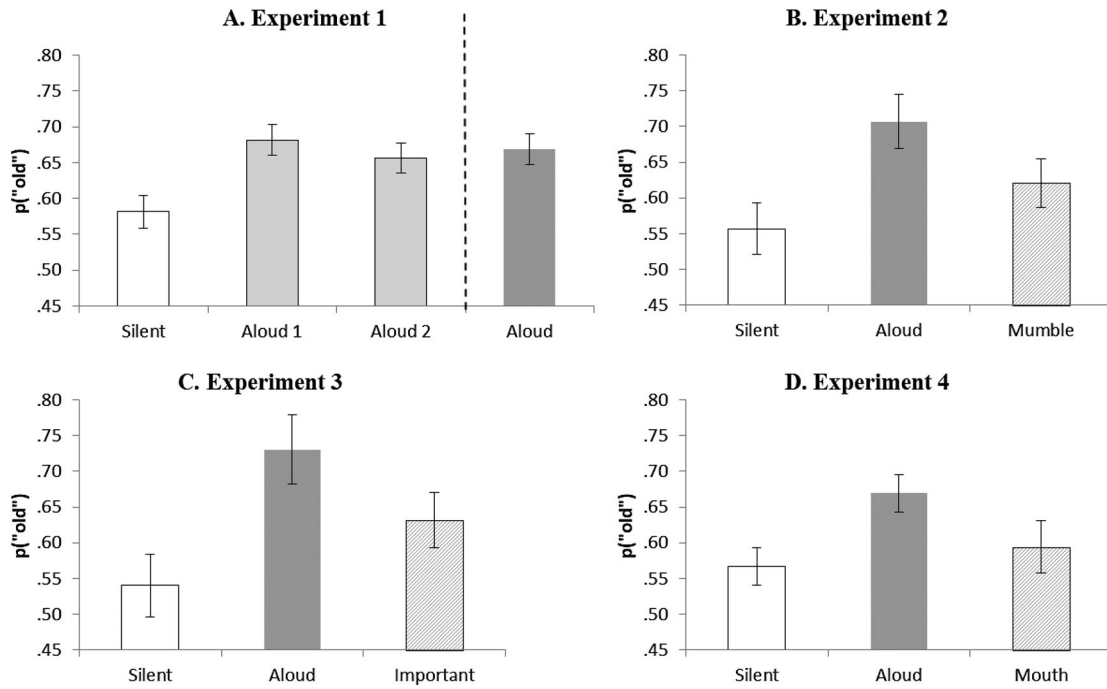 A. Experiment 1
p("old")
.80
.75
.70
.65
.60
.55
.50
.45
Silent Aloud 1 Aloud 2 Aloud
B. Experiment 2
p("old")
.80
.75
.70
.65
.60
.55
.50
.45
Silent Aloud Mumble
C. Experiment 3
p("old")
.80
.75
.70
.65
.60
.55
.50
.45
Silent Aloud Important
D. Experiment 4
p("old")
.80
.75
.70
.65
.60
.55
.50
.45
Silent Aloud Mouth